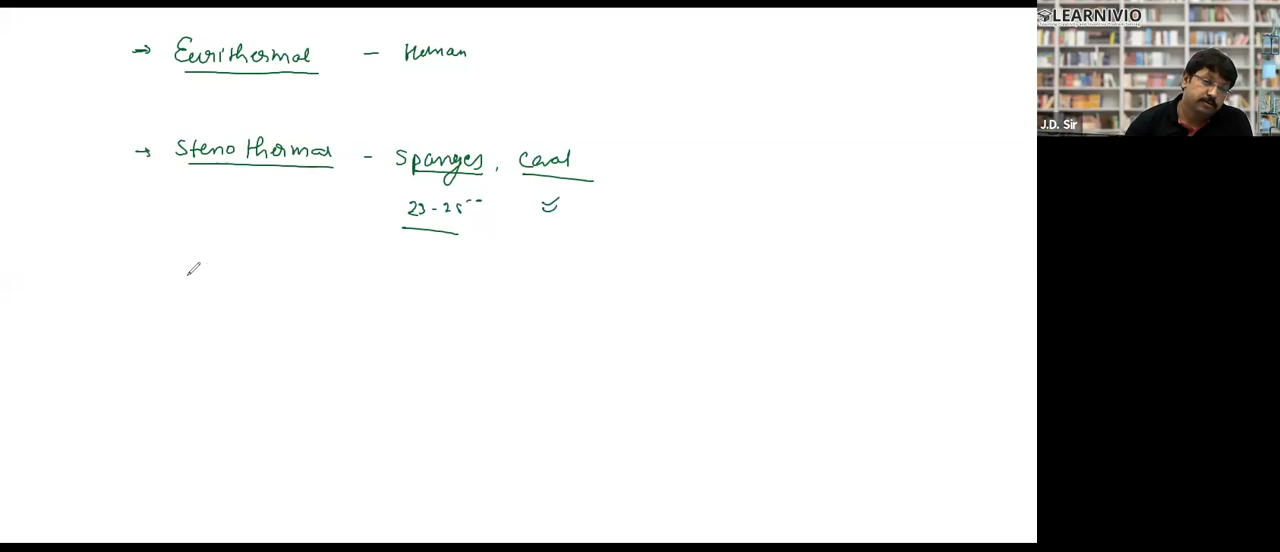 → Eurithermal - Human
→ Steno thermal - Sponges, Coral
23-25
LEARNIVIO
J.D. Sir